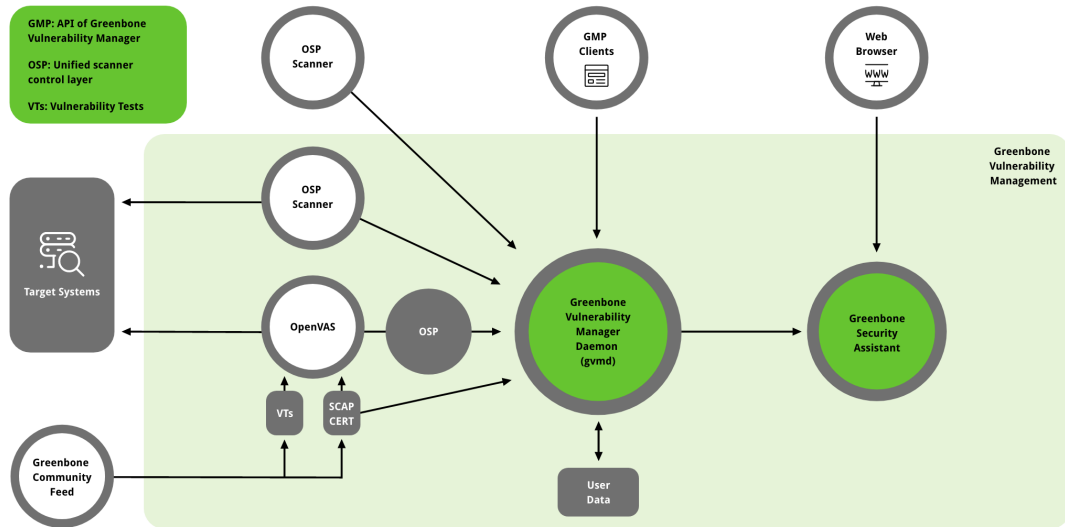 GMP: API of Greenbone
Vulnerability Manager
OSP: Unified scanner
control layer
VTs: Vulnerability Tests
OSP
Scanner
GMP
Clients
Web
Browser
WWW
Greenbone
Vulnerability
Management
OSP
Scanner
Target Systems
OpenVAS
OSP
Greenbone
Vulnerability
Manager
Daemon
(gvmd)
Greenbone
Security
Assistant
VTs
SCAP
CERT
Greenbone
Community
Feed
User
Data